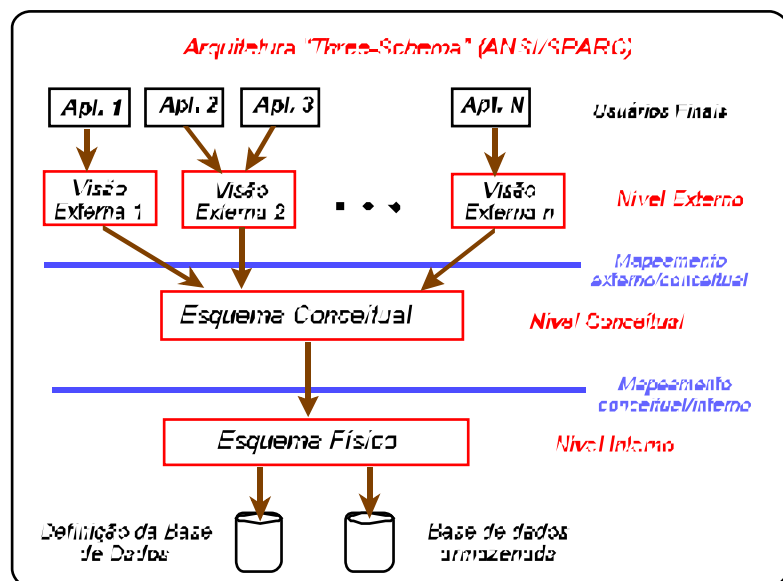 Arquitetura "Three-Schema" (ANSI/SPARC)
Apl. 1
Apl. 2
Apl. 3
Apl. N
Usuários Finais
Visão
Externa 1
Visão
Externa 2
Visão
Externa n
Nível Externo
Mapeamento
externo/conceitual
Esquema Conceitual
Nível Conceitual
Mapeamento
conceitual/interno
Esquema Físico
Nível Interno
Definição da Base
de Dados
Base de dados
armazenada